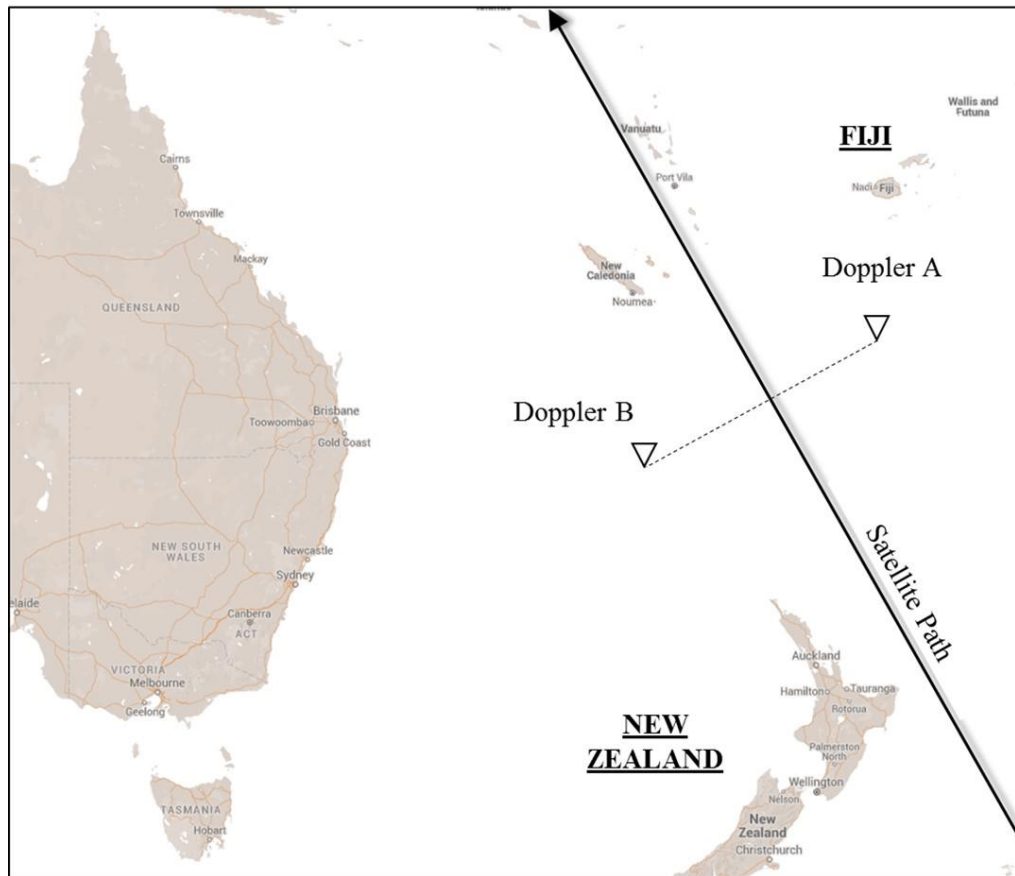 Wallis and
Futuna
FIJI
Vanuatu
Cairns
Port Vila
Nadi
Fiji
Townsville
Mackay
New
Caledonia
Noumea
Doppler A
QUEENSLAND
Doppler B
Brisbane
Toowoomba
Gold Coast
NEW SOUTH
WALES
Newcastle
Sydney
Satellite Path
elaide
Canberra
ACT
VICTORIA
Melbourne
Geelong
Auckland
Hamilton
Tauranga
Rotorua
NEW
ZEALAND
Palmerston
North
Wellington
Nelson
TASMANIA
Hobart
New
Zealand
Christchurch